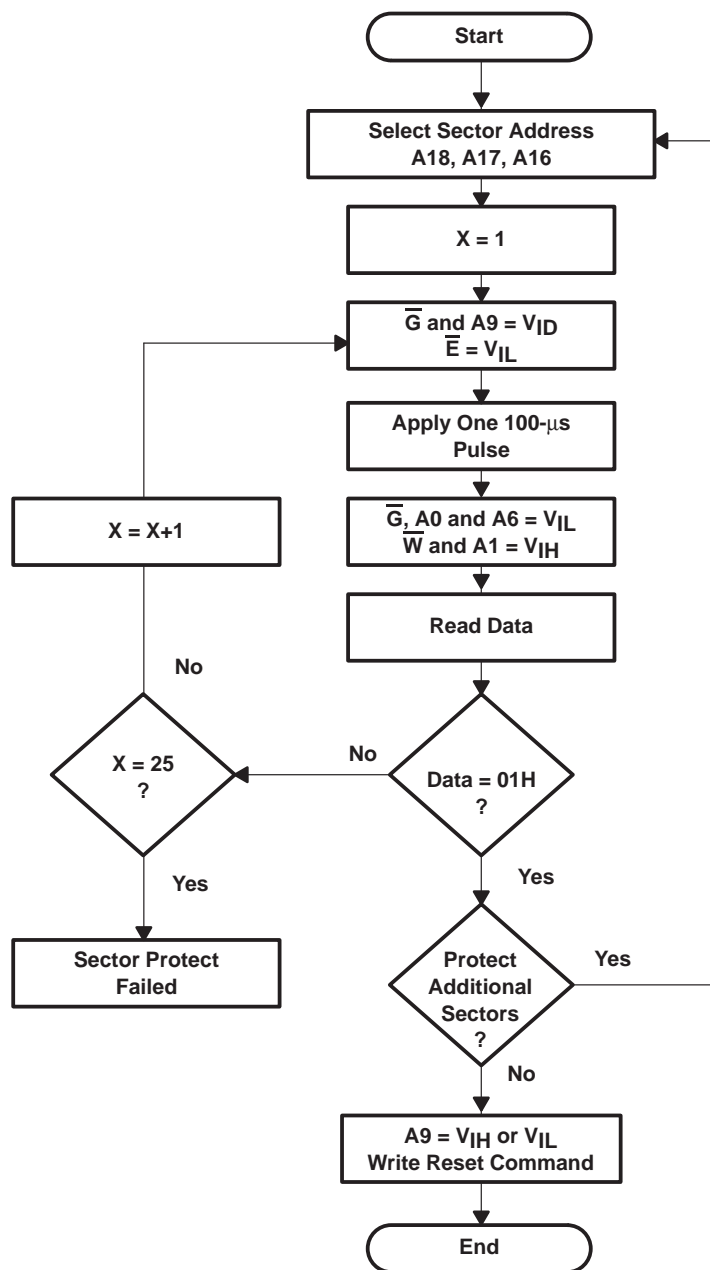 Start
Select Sector Address
A18, A17, A16
X = 1
G̅ and A9 = VID
E̅ = VIL
Apply One 100-μs
Pulse
G̅, A0 and A6 = VIL
W̅ and A1 = VIH
X = X+1
Read Data
No
X = 25
?
No
Data = 01H
?
Yes
Yes
Sector Protect
Failed
Protect
Additional
Sectors
?
Yes
No
A9 = VIH or VIL
Write Reset Command
End